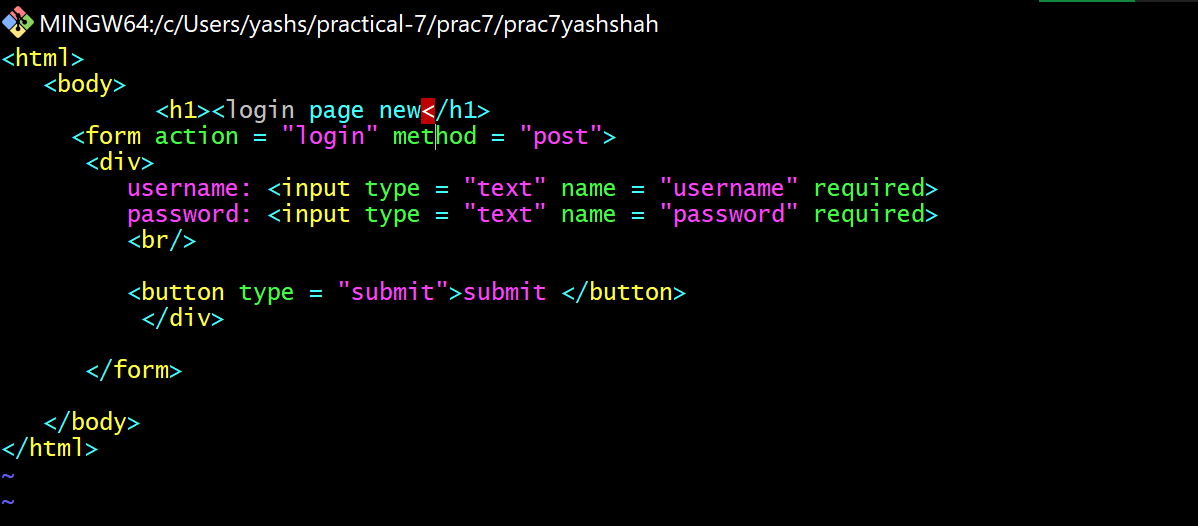 MINGW64:/c/Users/yashs/practical-7/prac7/prac7yashshah
<html>
   <body>
           <h1><login page new</h1>
     <form action = "login" method = "post">
      <div>
         username: <input type = "text" name = "username" required>
         password: <input type = "text" name = "password" required>
         <br/>

         <button type = "submit">submit </button>
          </div>

      </form>

   </body>
</html>
~
~